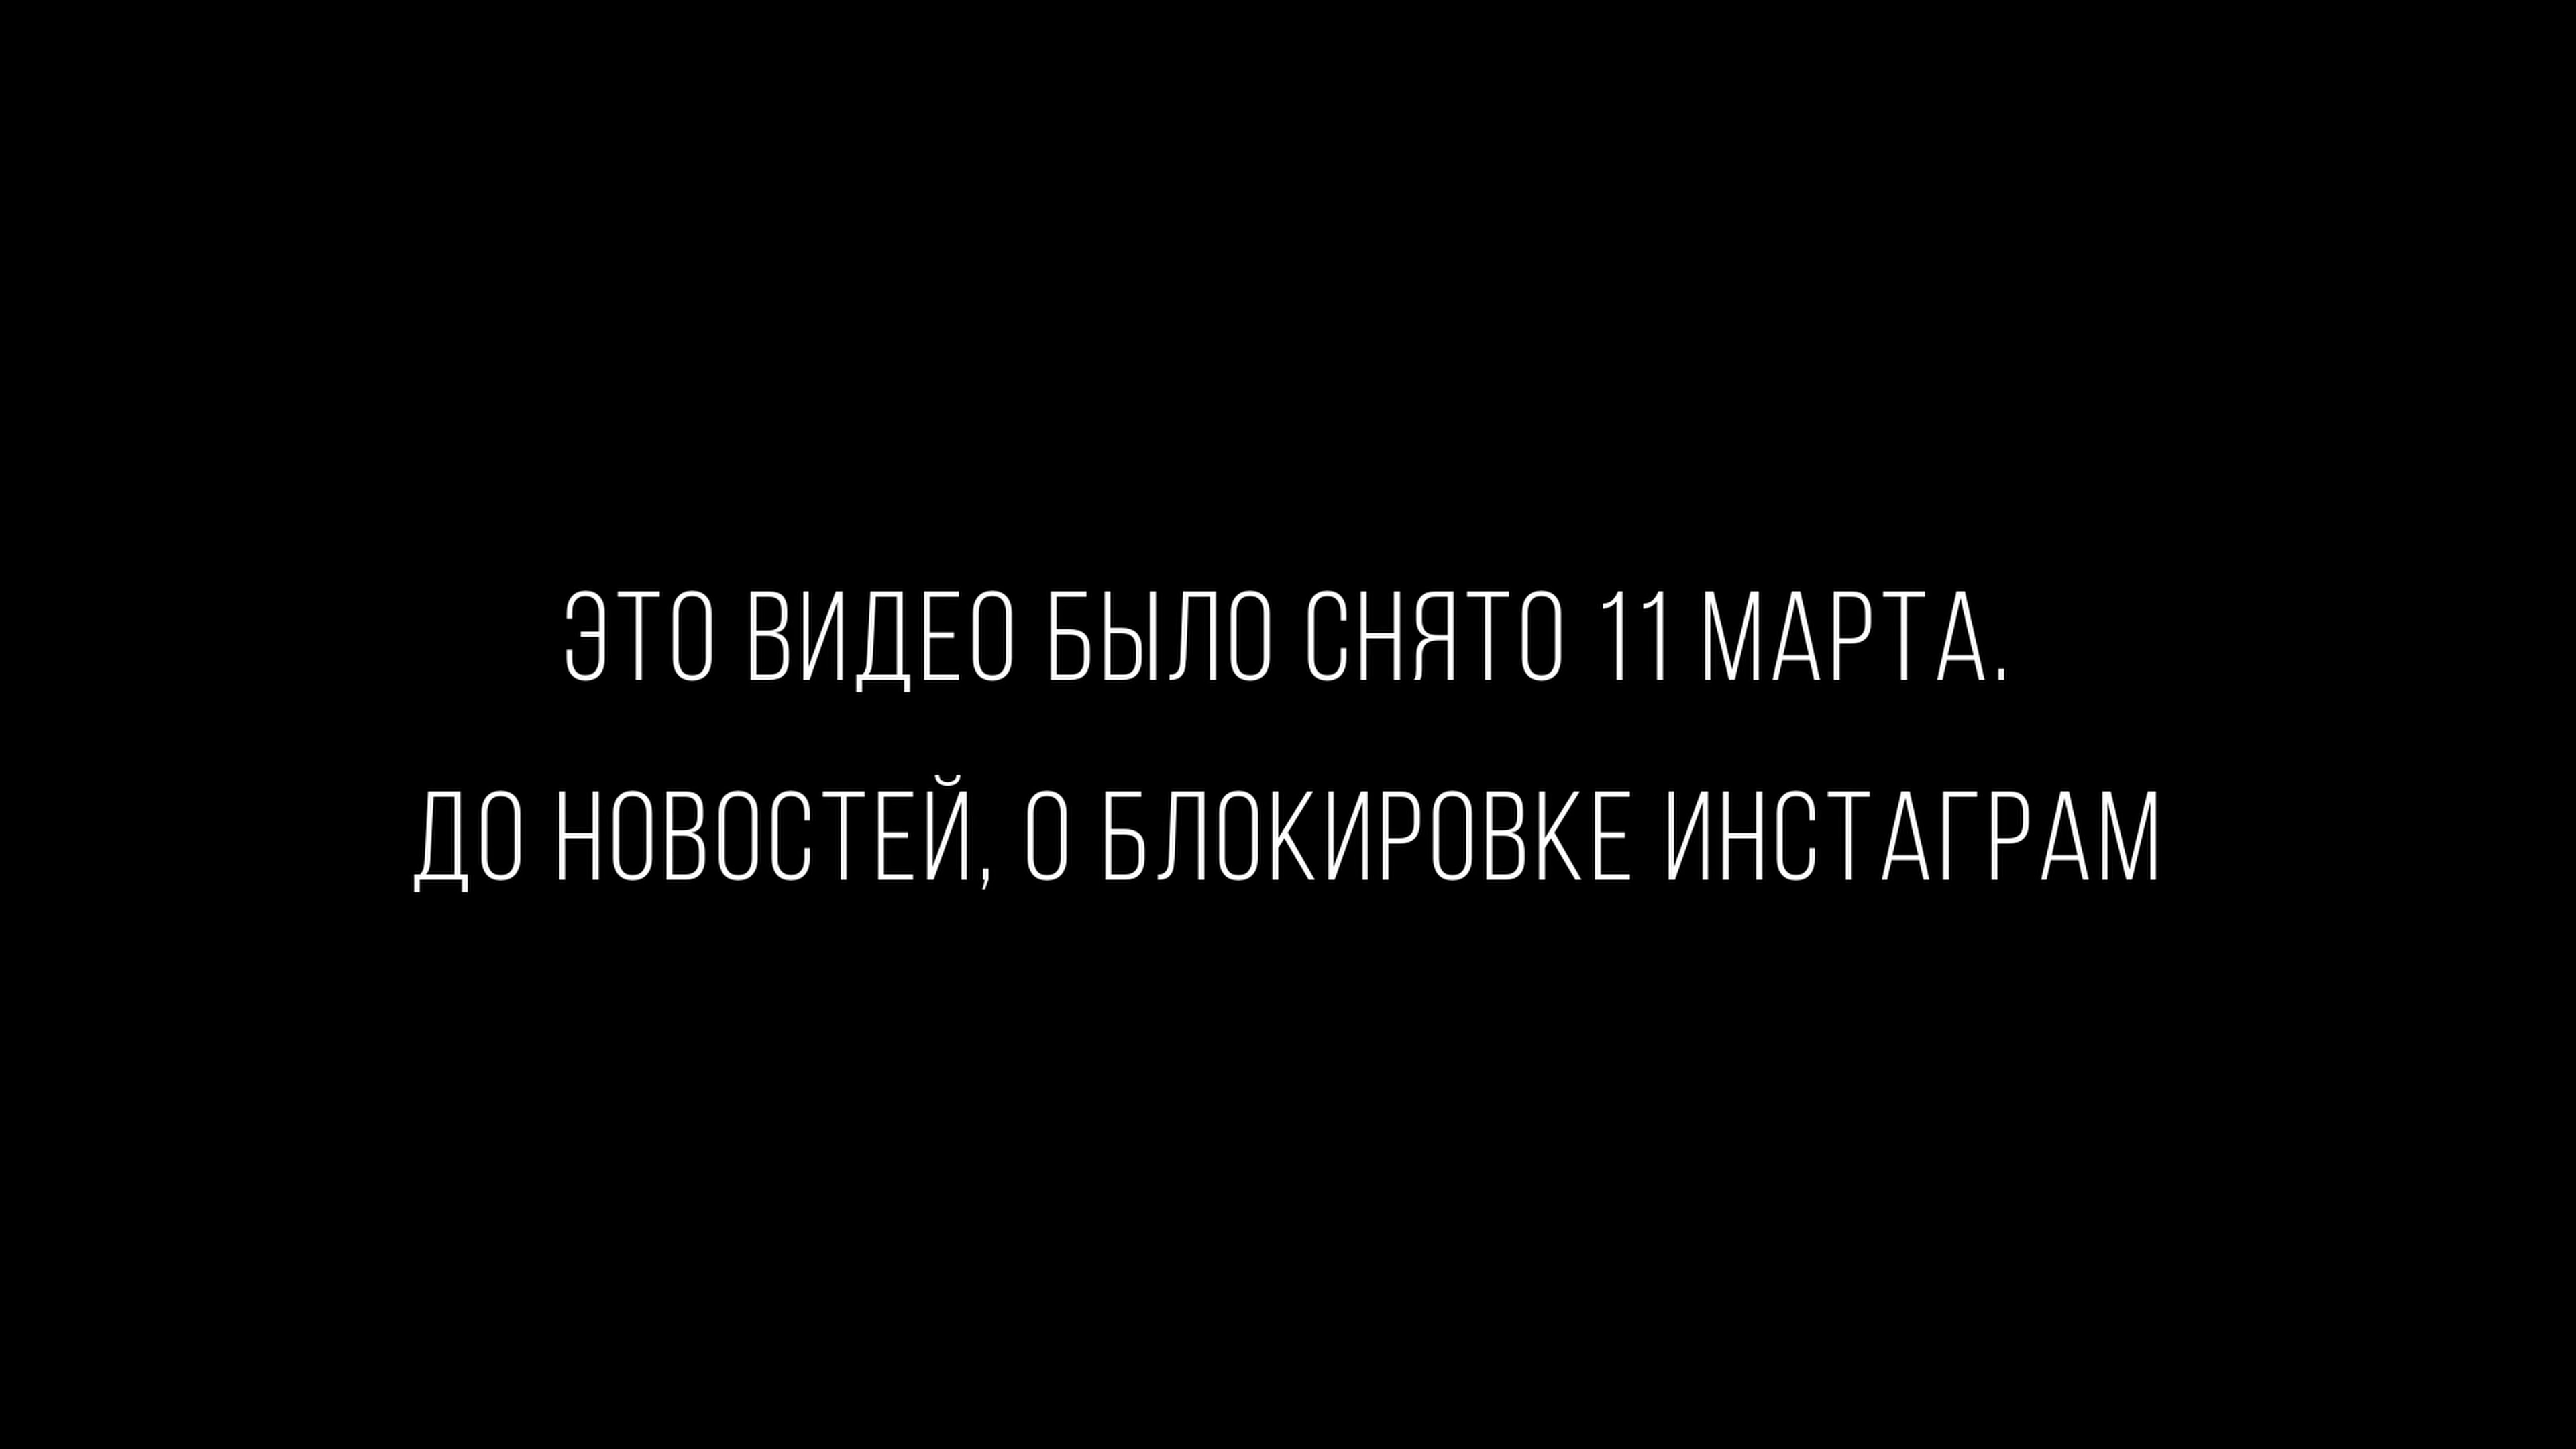 ЭТО ВИДЕО БЫЛО СНЯТО 11 МАРТА.
ДО НОВОСТЕЙ, О БЛОКИРОВКЕ ИНСТАГРАМ